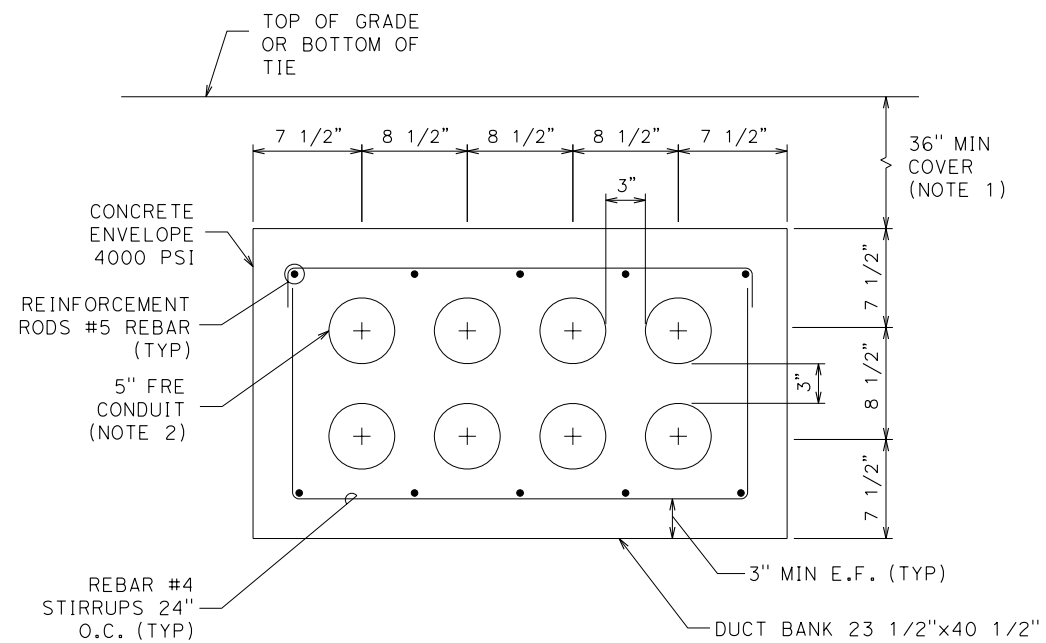 TOP OF GRADE
OR BOTTOM OF
TIE
7 1/2" 8 1/2" 8 1/2" 8 1/2" 7 1/2"
36" MIN
COVER
(NOTE 1)
3"
CONCRETE
ENVELOPE
4000 PSI
REINFORCEMENT
RODS #5 REBAR
(TYP)
5" FRE
CONDUIT
(NOTE 2)
7 1/2"
3"
8 1/2"
7 1/2"
REBAR #4
STIRRUPS 24"
O.C. (TYP)
3" MIN E.F. (TYP)
DUCT BANK 23 1/2"x40 1/2"